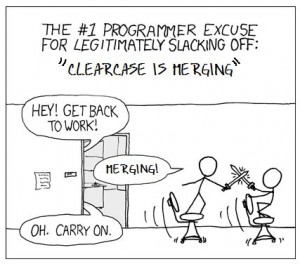 THE #1 PROGRAMMER EXCUSE
FOR LEGITIMATELY SLACKING OFF:
"CLEARCASE IS MERGING"
HEY! GET BACK
TO WORK!
MERGING!
OH. CARRY ON.